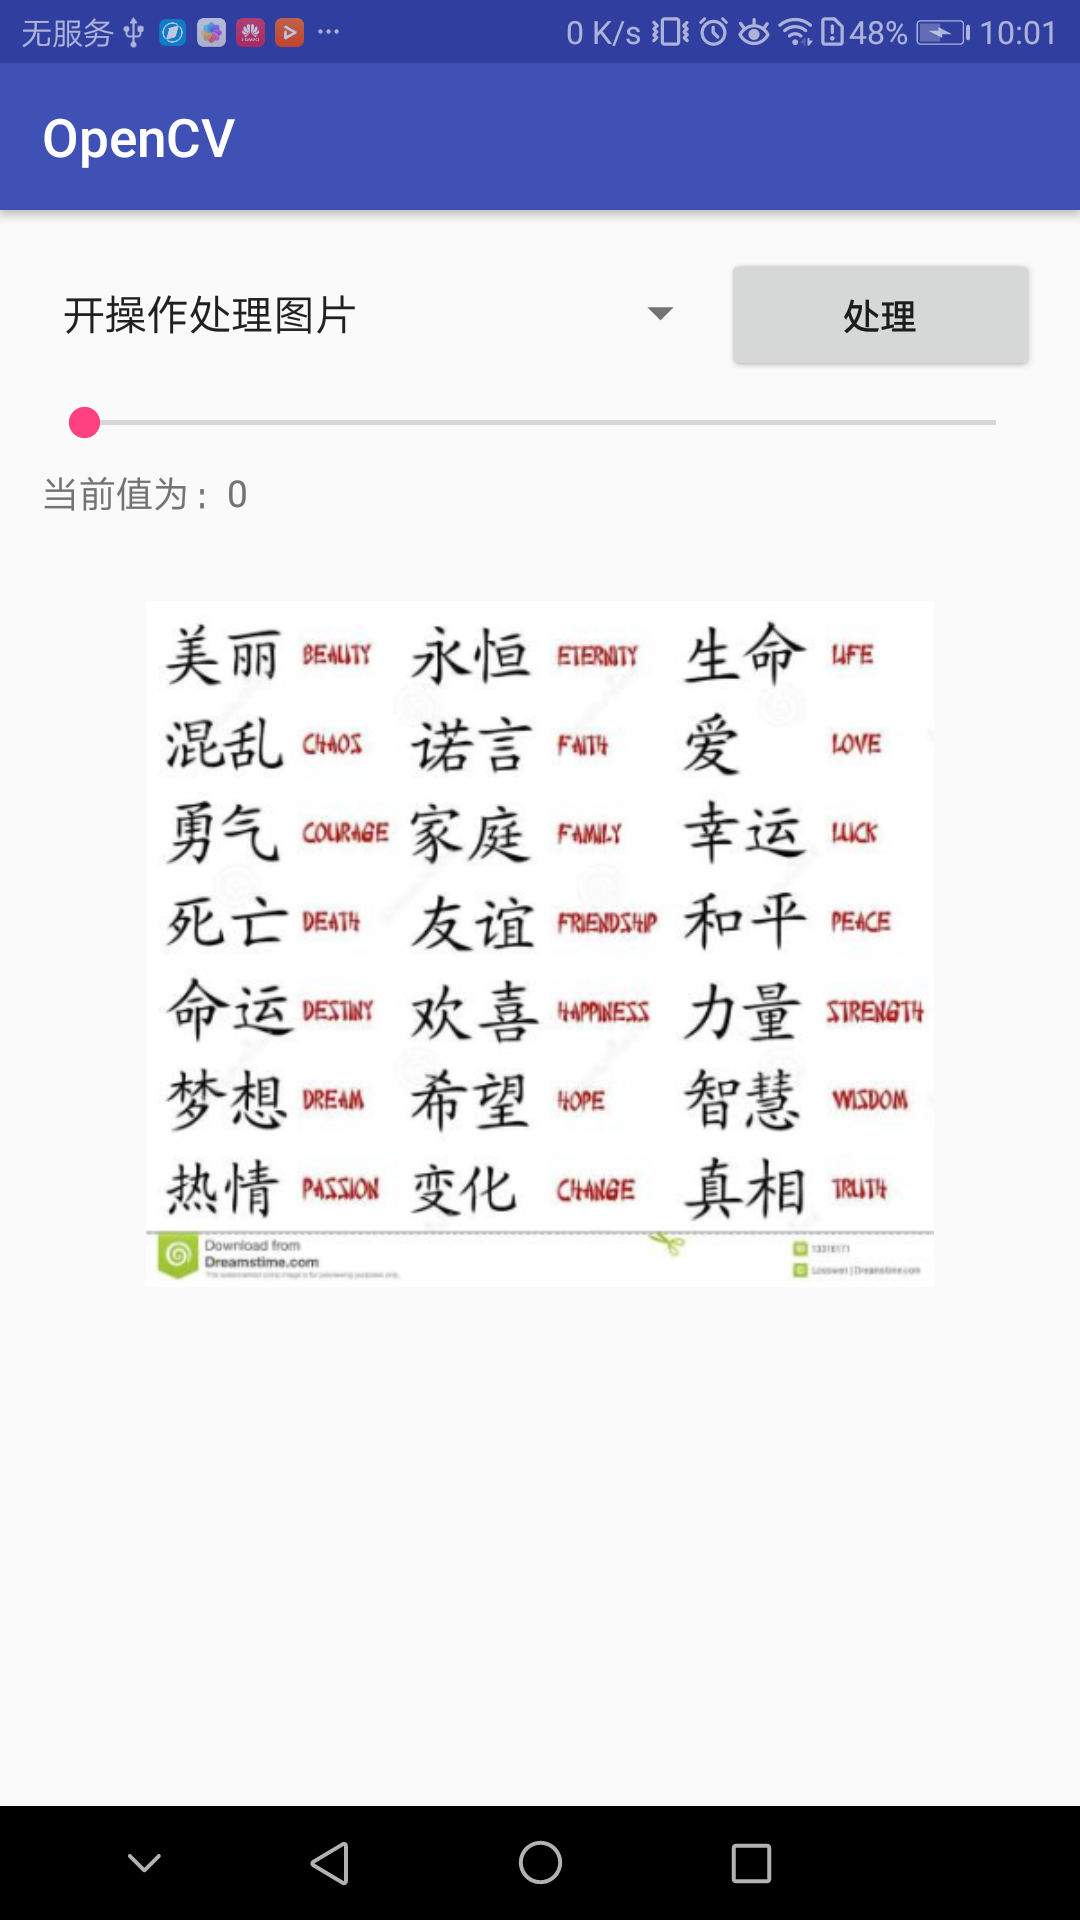 无服务 0 K/s 48% 10:01
OpenCV
开操作处理图片 处理
当前值为：0
美丽 BEAUTY 永恒 ETERNITY 生命 LIFE
混乱 CHAOS 诺言 FAITH 爱 LOVE
勇气 COURAGE 家庭 FAMILY 幸运 LUCK
死亡 DEATH 友谊 FRIENDSHIP 和平 PEACE
命运 DESTINY 欢喜 HAPPINESS 力量 STRENGTH
梦想 DREAM 希望 HOPE 智慧 WISDOM
热情 PASSION 变化 CHANGE 真相 TRUTH
Download from
Dreamstime.com